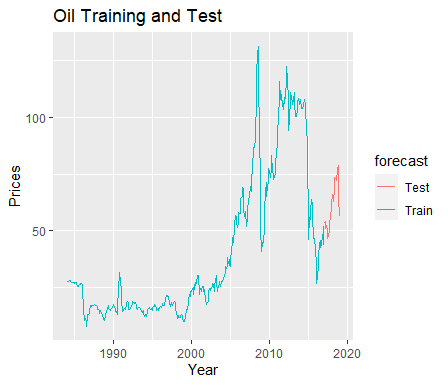 Oil Training and Test
Prices
100
50
1990
2000
2010
2020
Year
forecast
Test
Train